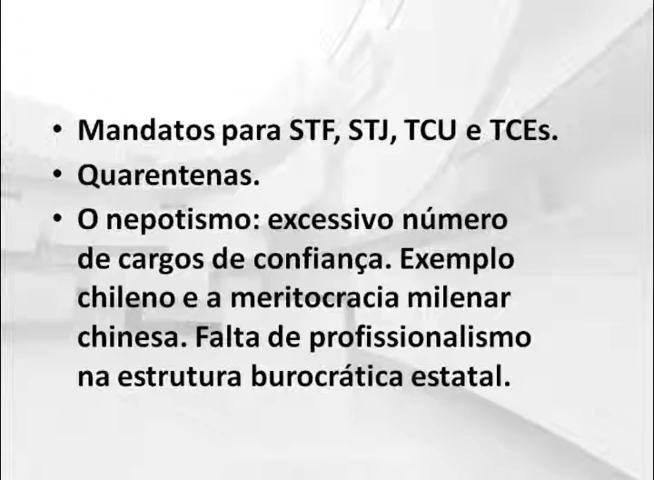 • Mandatos para STF, STJ, TCU e TCEs.
• Quarentenas.
• O nepotismo: excessivo número
de cargos de confiança. Exemplo
chileno e a meritocracia milenar
chinesa. Falta de profissionalismo
na estrutura burocrática estatal.